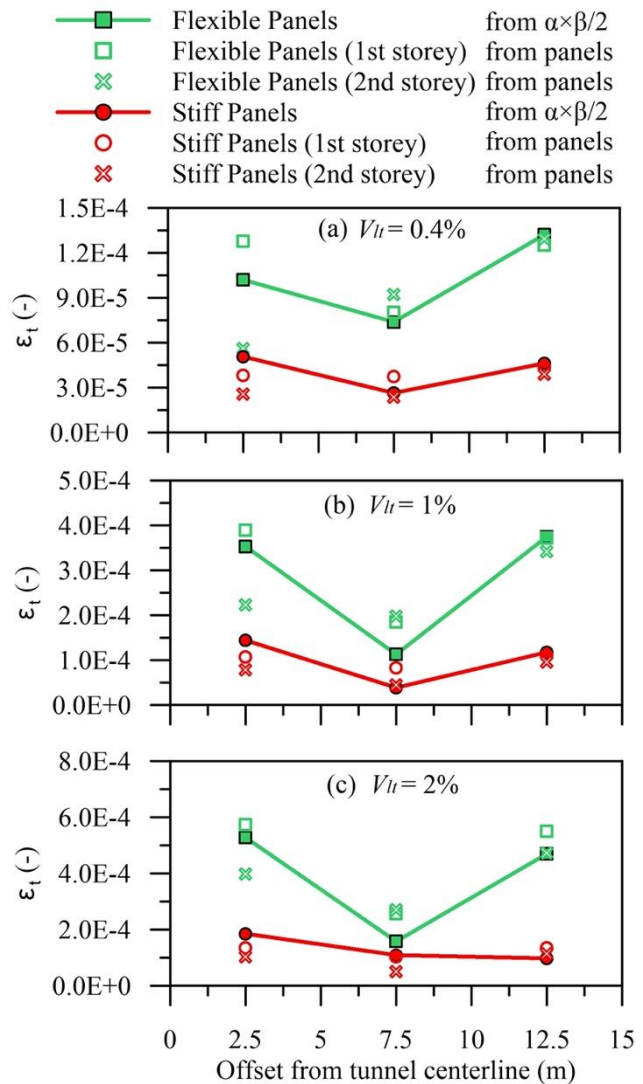 Flexible Panels from α×β/2
Flexible Panels (1st storey) from panels
Flexible Panels (2nd storey) from panels
Stiff Panels from α×β/2
Stiff Panels (1st storey) from panels
Stiff Panels (2nd storey) from panels
(a) Vlt = 0.4%
1.5E-4
1.2E-4
9.0E-5
6.0E-5
3.0E-5
0.0E+0
εt (-)
(b) Vlt = 1%
5.0E-4
4.0E-4
3.0E-4
2.0E-4
1.0E-4
0.0E+0
εt (-)
(c) Vlt = 2%
8.0E-4
6.0E-4
4.0E-4
2.0E-4
0.0E+0
εt (-)
0 2.5 5 7.5 10 12.5 15
Offset from tunnel centerline (m)